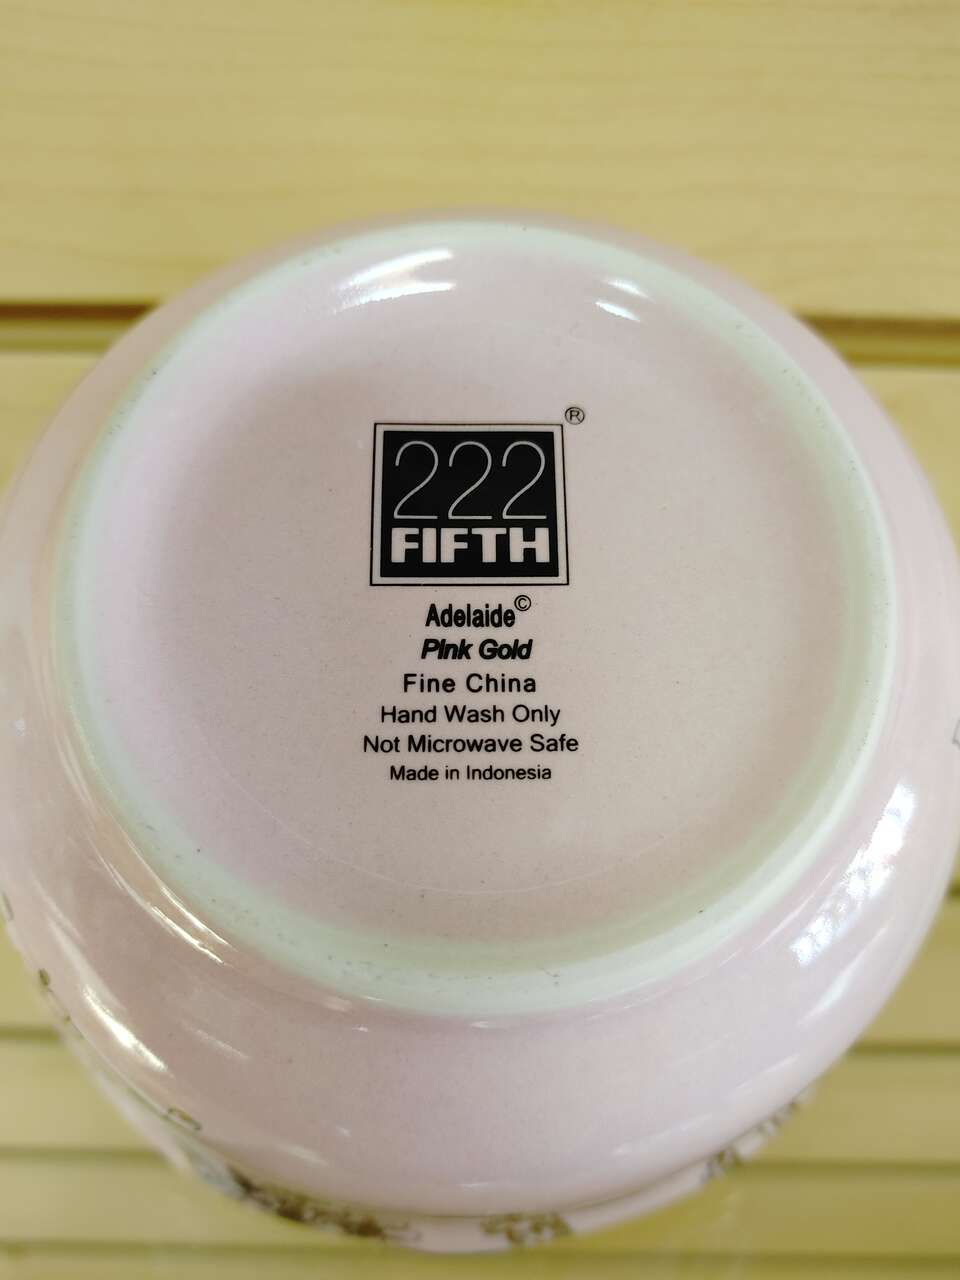 222
FIFTH
®
Adelaide©
PInk Gold
Fine China
Hand Wash Only
Not Microwave Safe
Made in Indonesia